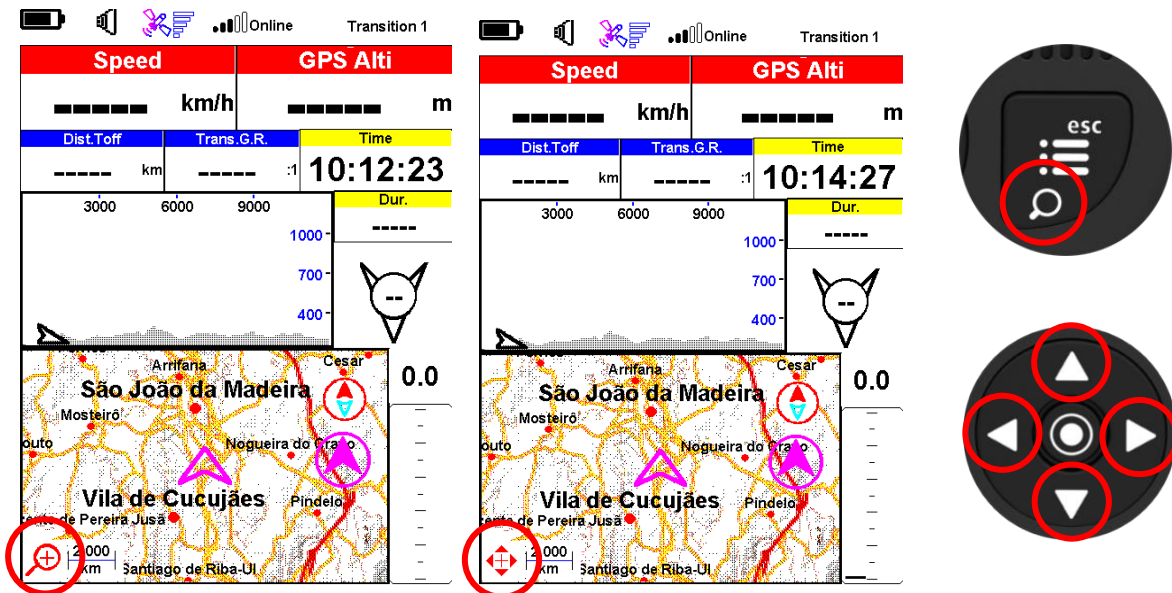 Online Transition 1
Speed GPS Alti
----- km/h ----- m
Dist.Toff Trans.G.R. Time
----- km ----- :1 10:12:23
3000 6000 9000 Dur.
-----
1000
700
--
400
Arrifana Cesar
São João da Madeira 0.0
Mosteirô
outo Nogueira do
Vila de Cucujães Pindelo
de Pereira Jusã
2.000
km Santiago de Riba-Ul
Online Transition 1
Speed GPS Alti
----- km/h ----- m
Dist.Toff Trans.G.R. Time
----- km ----- :1 10:14:27
3000 6000 9000 Dur.
-----
1000
700
--
400
Arrifana Cesar
São João da Madeira 0.0
Mosteirô
outo Nogueira do
Vila de Cucujães Pindelo
de Pereira Jusã
2.000
km Santiago de Riba-Ul
esc